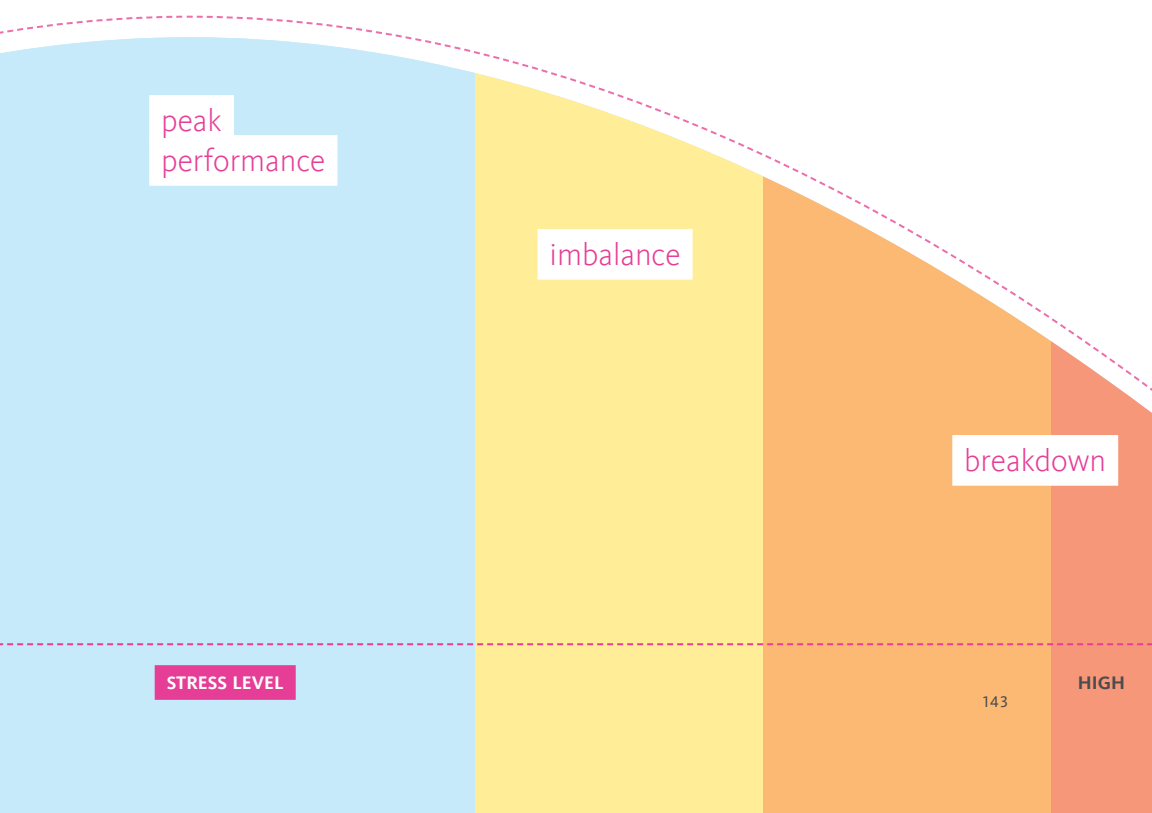 peak
performance
imbalance
breakdown
STRESS LEVEL
HIGH
143